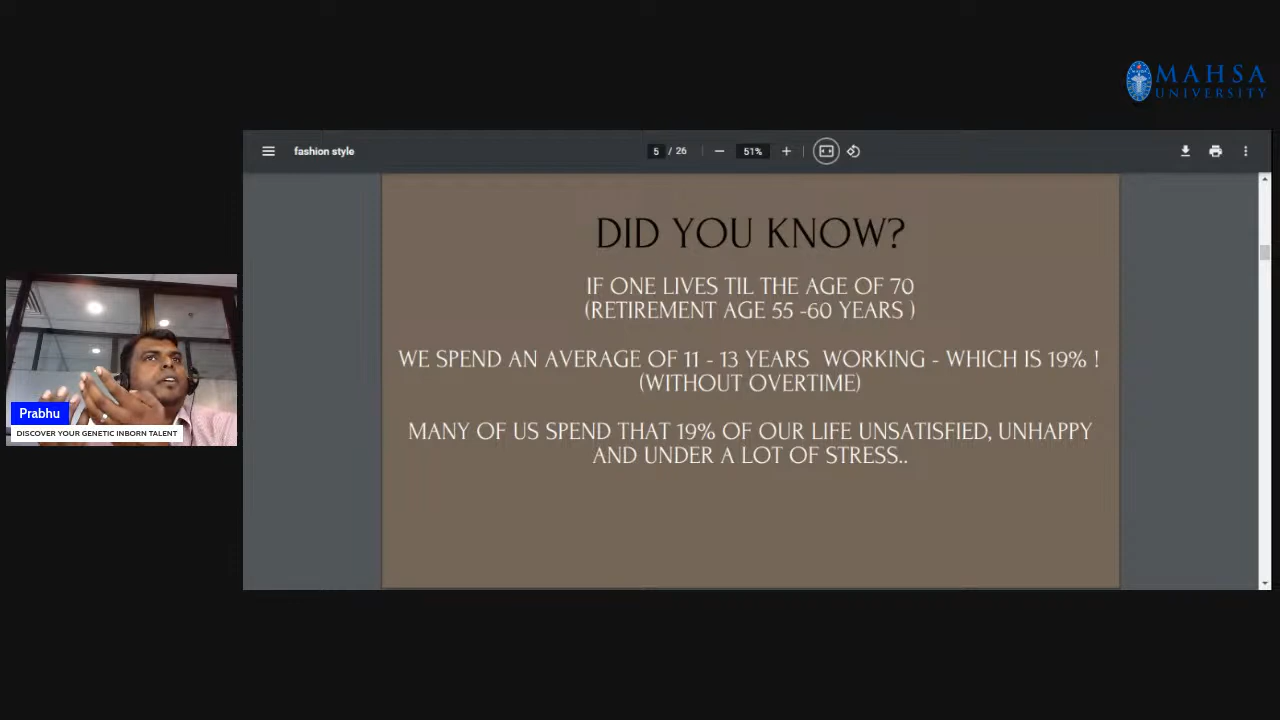 MAHSA
UNIVERSITY
fashion style
5 / 26
51%
DID YOU KNOW?
IF ONE LIVES TIL THE AGE OF 70
(RETIREMENT AGE 55 -60 YEARS )
WE SPEND AN AVERAGE OF 11 - 13 YEARS WORKING - WHICH IS 19% !
(WITHOUT OVERTIME)
MANY OF US SPEND THAT 19% OF OUR LIFE UNSATISFIED, UNHAPPY
AND UNDER A LOT OF STRESS..
Prabhu
DISCOVER YOUR GENETIC INBORN TALENT